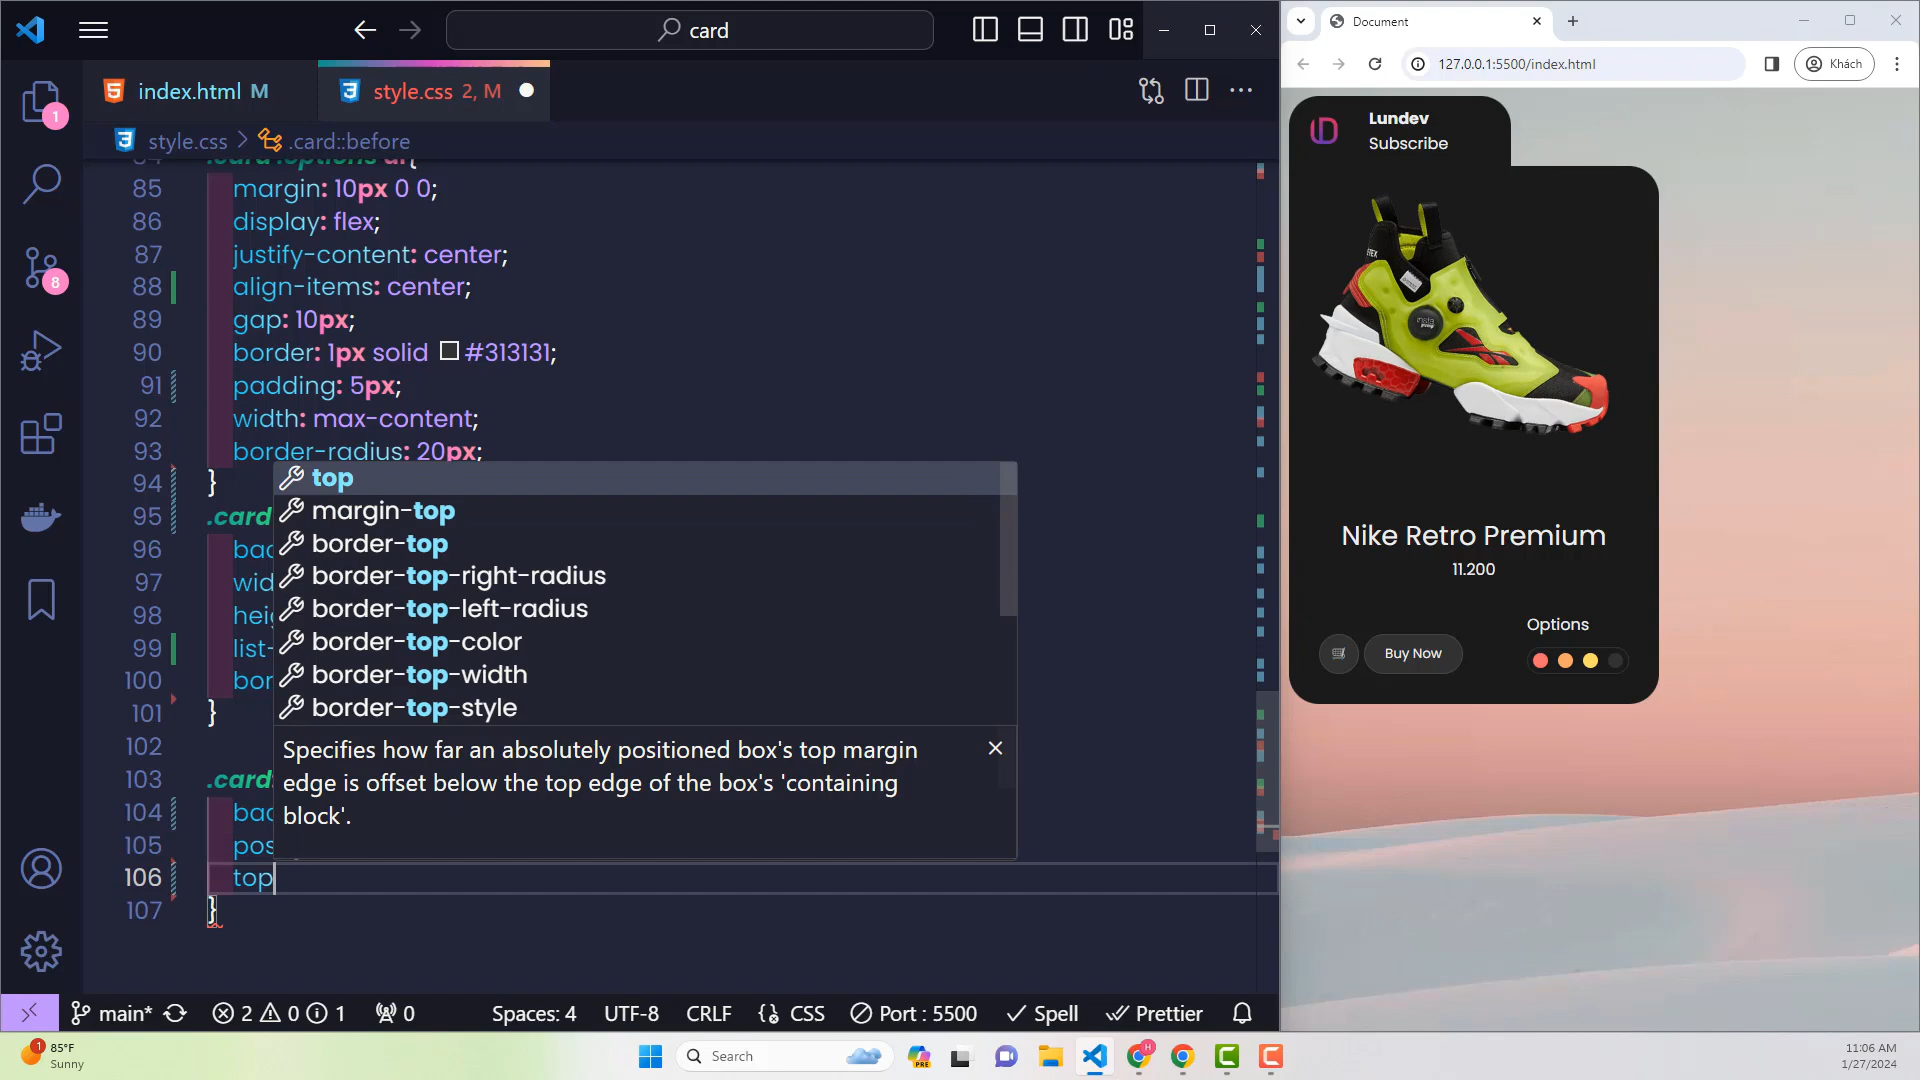 card
index.html M
style.css 2, M
style.css > .card::before
85 margin: 10px 0 0;
86 display: flex;
87 justify-content: center;
88 align-items: center;
89 gap: 10px;
90 border: 1px solid #313131;
91 padding: 5px;
92 width: max-content;
93 border-radius: 20px;
94 }
95 .card
96
97
98
99 list-
100
101 }
102
103 .card
104
105
106 top
107 }
top
margin-top
border-top
border-top-right-radius
border-top-left-radius
border-top-color
border-top-width
border-top-style
Specifies how far an absolutely positioned box's top margin
edge is offset below the top edge of the box's 'containing
block'.
1
8
main* 2 0 1 0 Spaces: 4 UTF-8 CRLF {} CSS Port : 5500 Spell Prettier
Document
127.0.0.1:5500/index.html
Khách
Lundev
Subscribe
Nike Retro Premium
11.200
Options
Buy Now
1
85°F
Sunny
Search
PRE
H
11:06 AM
1/27/2024